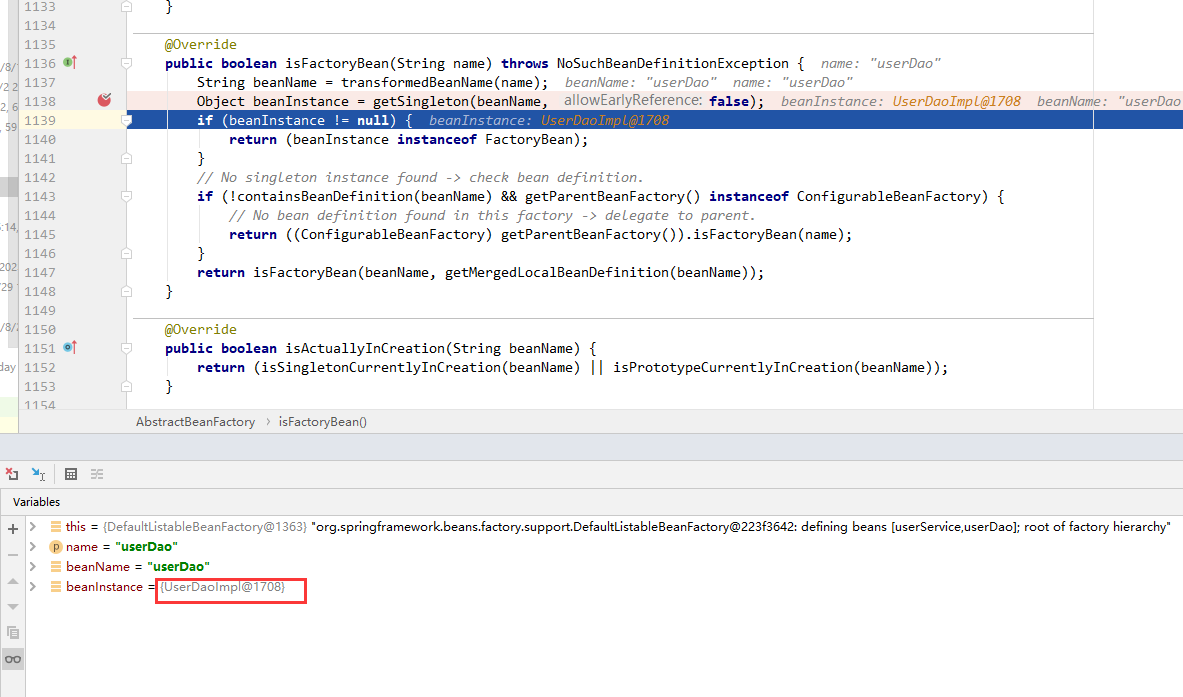 1133 }
1134
1135 @Override
1136 public boolean isFactoryBean(String name) throws NoSuchBeanDefinitionException { name: "userDao"
1137 String beanName = transformedBeanName(name); beanName: "userDao" name: "userDao"
1138 Object beanInstance = getSingleton(beanName, allowEarlyReference: false); beanInstance: UserDaoImpl@1708 beanName: "userDao
1139 if (beanInstance != null) { beanInstance: UserDaoImpl@1708
1140 return (beanInstance instanceof FactoryBean);
1141 }
1142 // No singleton instance found -> check bean definition.
1143 if (!containsBeanDefinition(beanName) && getParentBeanFactory() instanceof ConfigurableBeanFactory) {
1144 // No bean definition found in this factory -> delegate to parent.
1145 return ((ConfigurableBeanFactory) getParentBeanFactory()).isFactoryBean(name);
1146 }
1147 return isFactoryBean(beanName, getMergedLocalBeanDefinition(beanName));
1148 }
1149
1150 @Override
1151 public boolean isActuallyInCreation(String beanName) {
1152 return (isSingletonCurrentlyInCreation(beanName) || isPrototypeCurrentlyInCreation(beanName));
1153 }
1154
AbstractBeanFactory › isFactoryBean()
Variables
this = {DefaultListableBeanFactory@1363} "org.springframework.beans.factory.support.DefaultListableBeanFactory@223f3642: defining beans [userService,userDao]; root of factory hierarchy"
p name = "userDao"
beanName = "userDao"
beanInstance = {UserDaoImpl@1708}